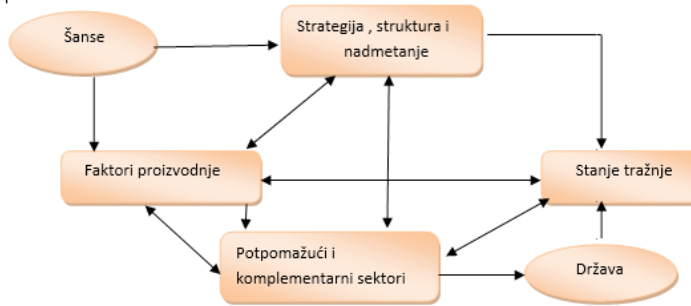 Šanse
Strategija , struktura i
nadmetanje
Faktori proizvodnje
Stanje tražnje
Potpomažući i
komplementarni sektori
Država